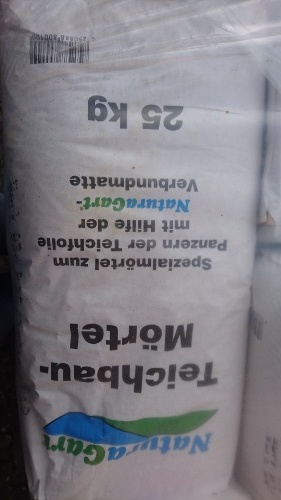 NaturaGart
Teichbau-
Mörtel
Spezialmörtel zum
Panzern der Teichfolie
mit Hilfe der
NaturaGart-
Verbundmatte
25 kg